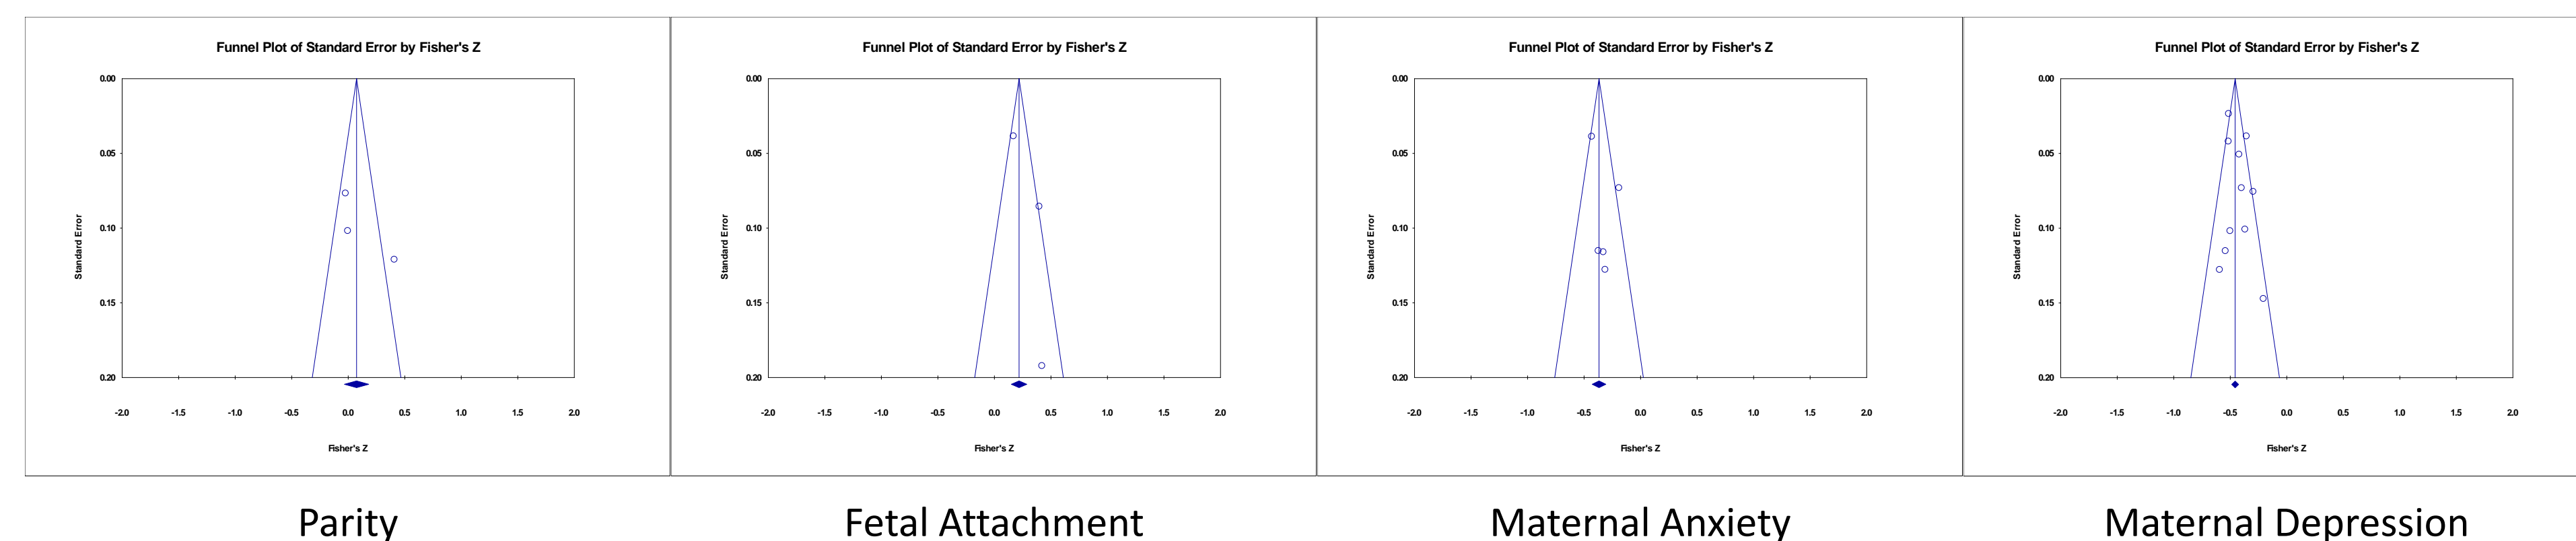 Funnel Plot of Standard Error by Fisher's Z
0.00
0.05
0.10
0.15
0.20
Standard Error
-2.0 -1.5 -1.0 -0.5 0.0 0.5 1.0 1.5 2.0
Fisher's Z
Parity
Funnel Plot of Standard Error by Fisher's Z
0.00
0.05
0.10
0.15
0.20
Standard Error
-2.0 -1.5 -1.0 -0.5 0.0 0.5 1.0 1.5 2.0
Fisher's Z
Fetal Attachment
Funnel Plot of Standard Error by Fisher's Z
0.00
0.05
0.10
0.15
0.20
Standard Error
-2.0 -1.5 -1.0 -0.5 0.0 0.5 1.0 1.5 2.0
Fisher's Z
Maternal Anxiety
Funnel Plot of Standard Error by Fisher's Z
0.00
0.05
0.10
0.15
0.20
Standard Error
-2.0 -1.5 -1.0 -0.5 0.0 0.5 1.0 1.5 2.0
Fisher's Z
Maternal Depression